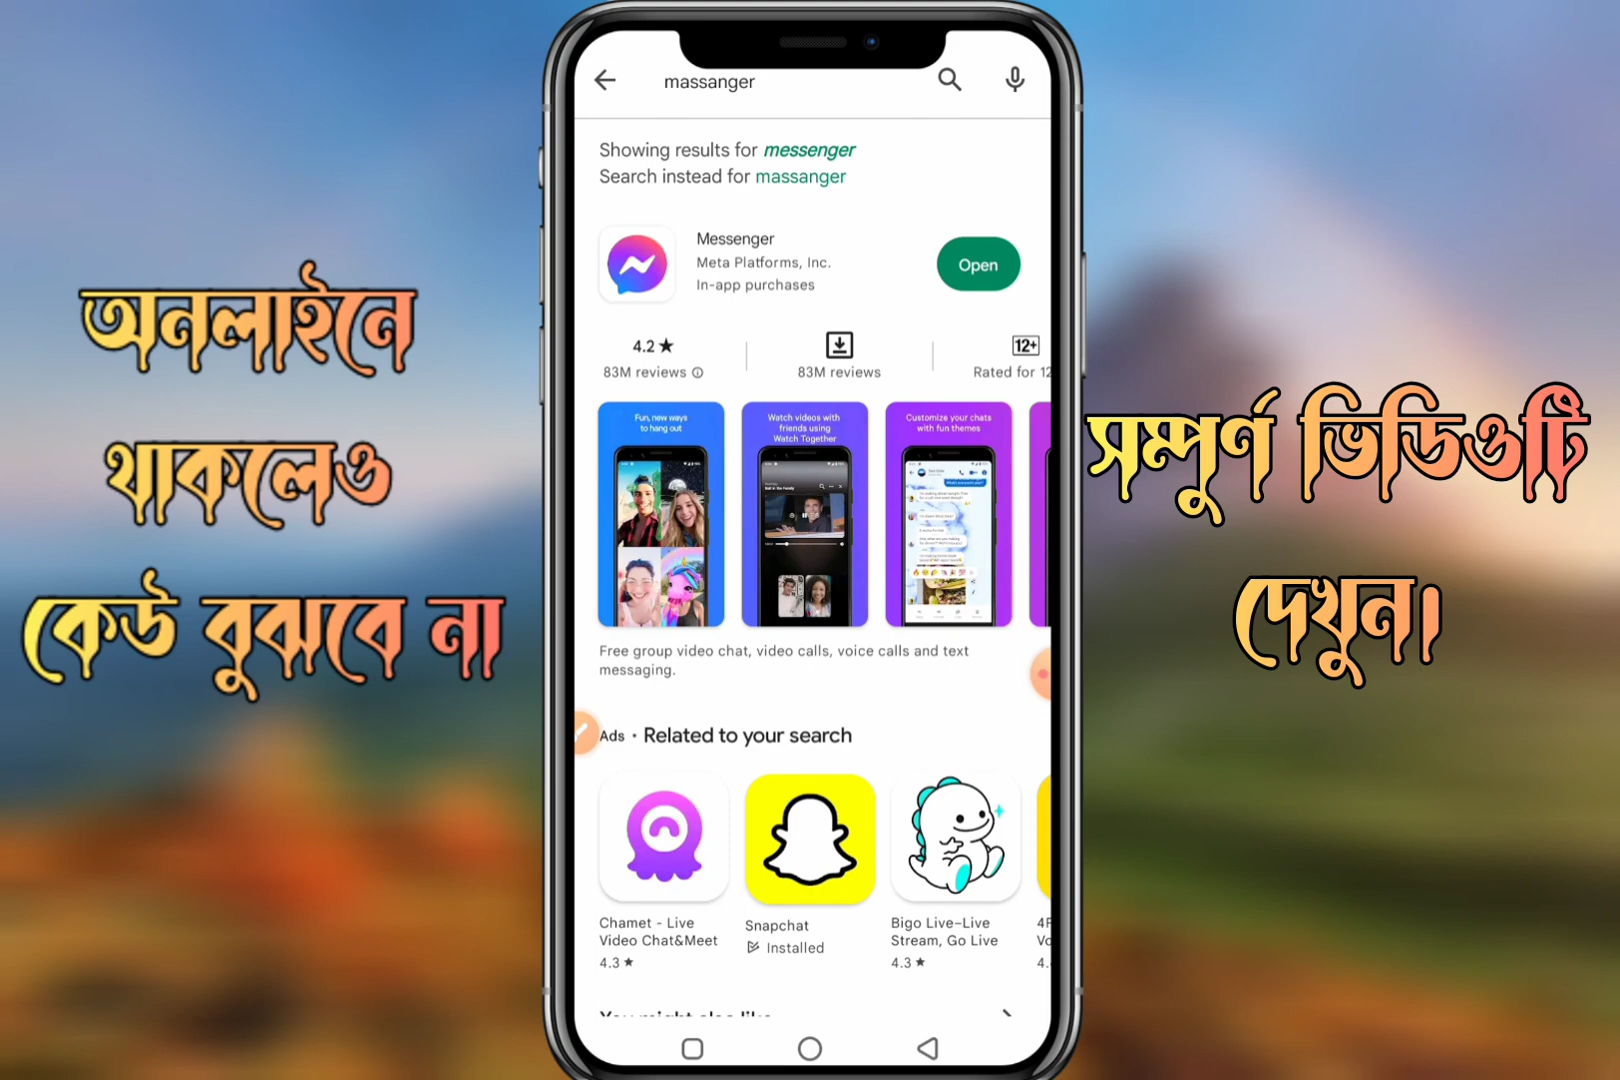 অনলাইনে
থাকলেও
কেউ বুঝবে না
সম্পুর্ণ ভিডিওটি
দেখুন।
massanger
Showing results for messenger
Search instead for massanger
Messenger
Meta Platforms, Inc.
In-app purchases
Open
4.2 ★
83M reviews
83M reviews
12+
Rated for 12
Fun, new ways
to hang out
Watch videos with
friends using
Watch Together
Customize your chats
with fun themes
Free group video chat, video calls, voice calls and text
messaging.
Ads • Related to your search
Chamet - Live
Video Chat&Meet
4.3 ★
Snapchat
Installed
Bigo Live–Live
Stream, Go Live
4.3 ★
You might also like